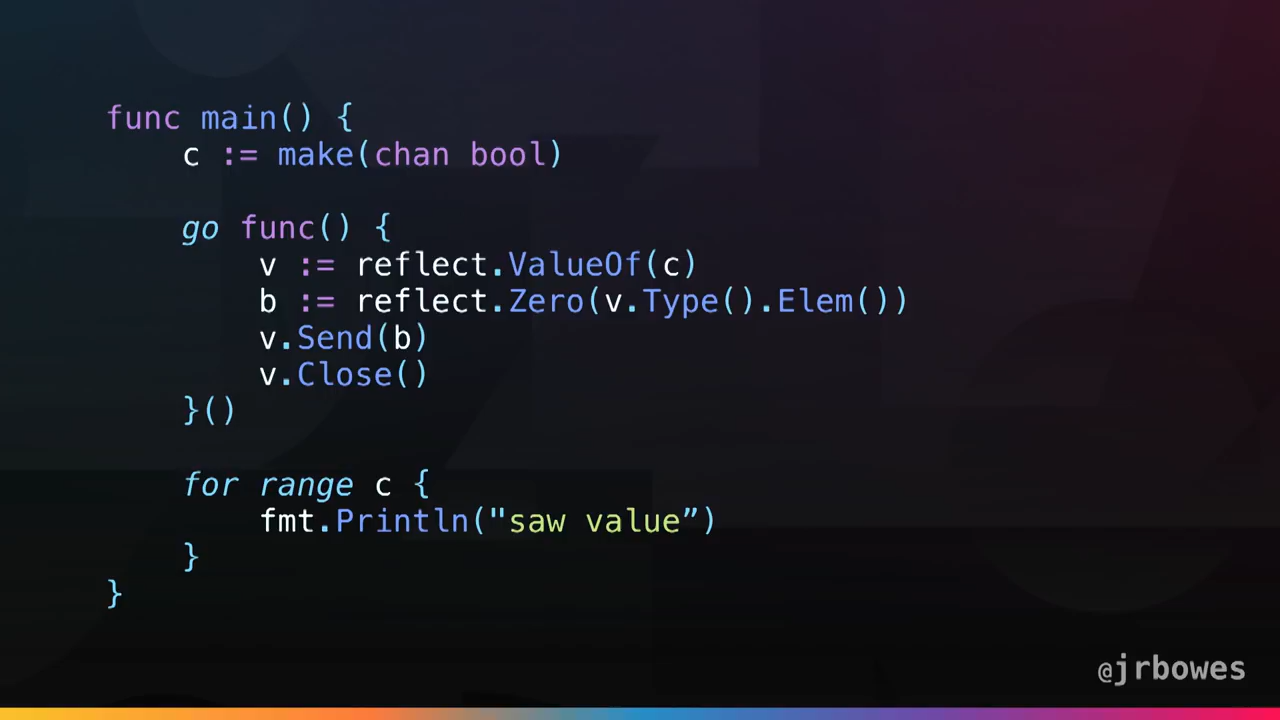 func main() {
    c := make(chan bool)

    go func() {
        v := reflect.ValueOf(c)
        b := reflect.Zero(v.Type().Elem())
        v.Send(b)
        v.Close()
    }()

    for range c {
        fmt.Println("saw value”)
    }
}
@jrbowes